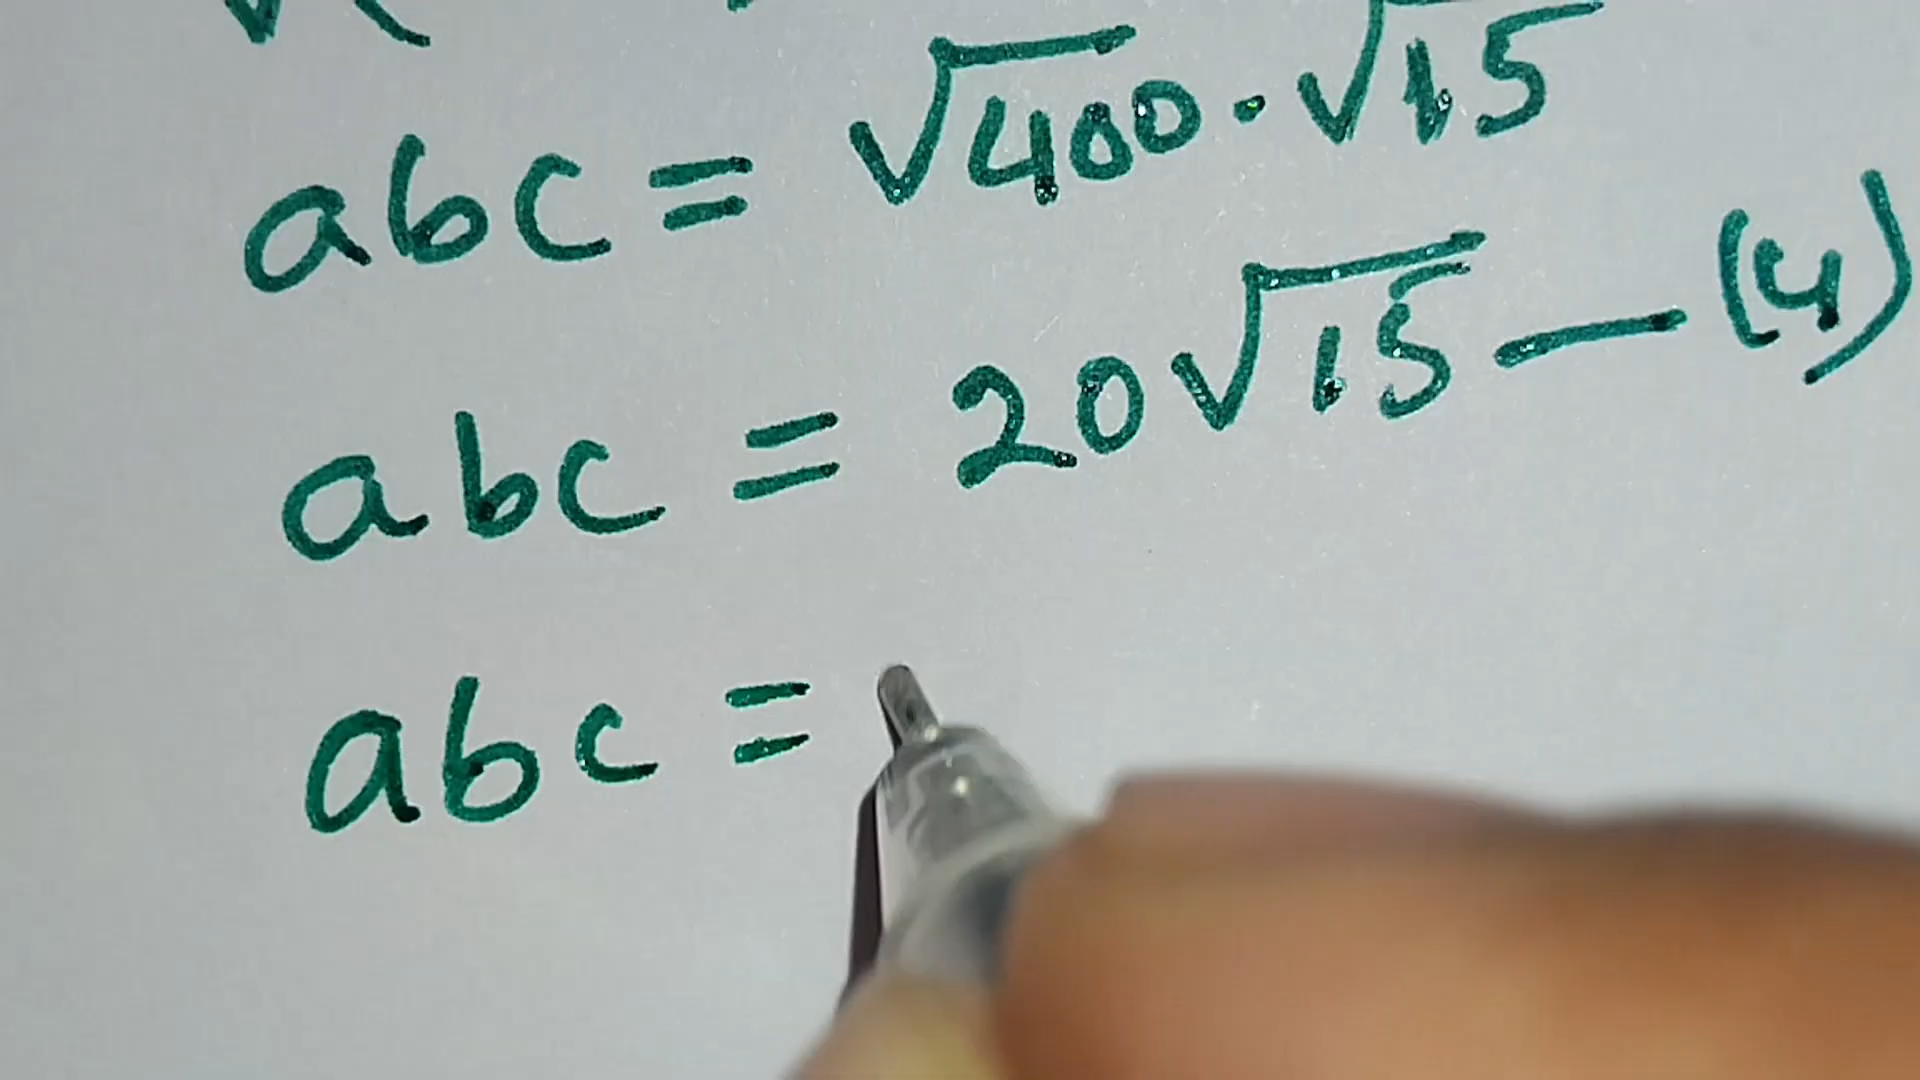 abc = √400 · √15
abc = 20√15 — (4)
abc =